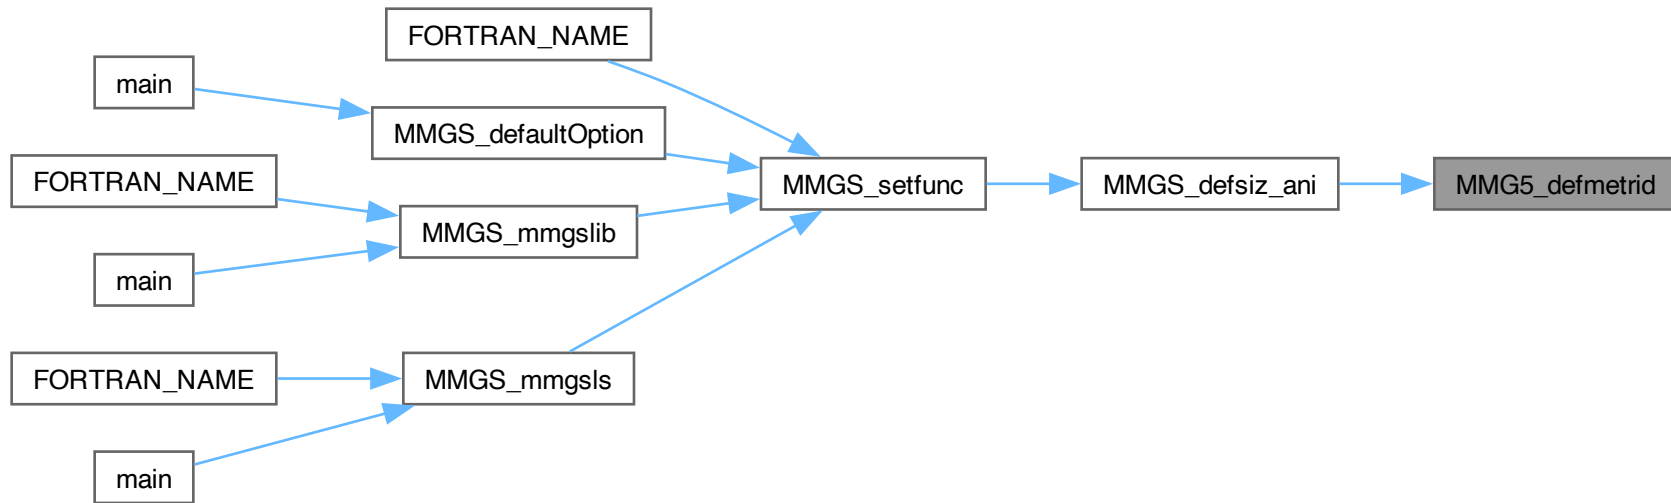 FORTRAN_NAME
main
MMGS_defaultOption
FORTRAN_NAME
MMGS_setfunc
MMGS_defsiz_ani
MMG5_defmetrid
MMGS_mmgslib
main
FORTRAN_NAME
MMGS_mmgsls
main